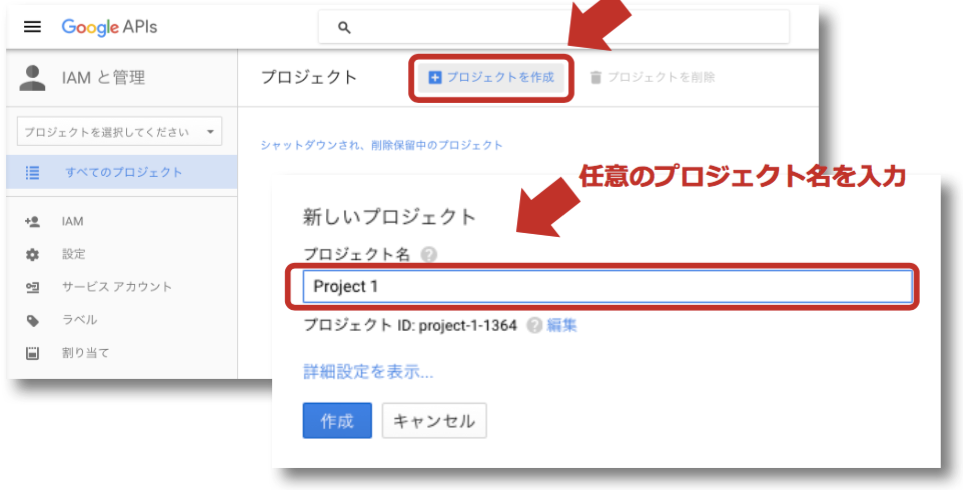 Google APIs
IAM と管理
プロジェクト
プロジェクトを作成
プロジェクトを削除
プロジェクトを選択してください
すべてのプロジェクト
シャットダウンされ、削除保留中のプロジェクト
IAM
設定
サービス アカウント
ラベル
割り当て
任意のプロジェクト名を入力
新しいプロジェクト
プロジェクト名 ?
Project 1
プロジェクト ID: project-1-1364 ? 編集
詳細設定を表示...
作成
キャンセル